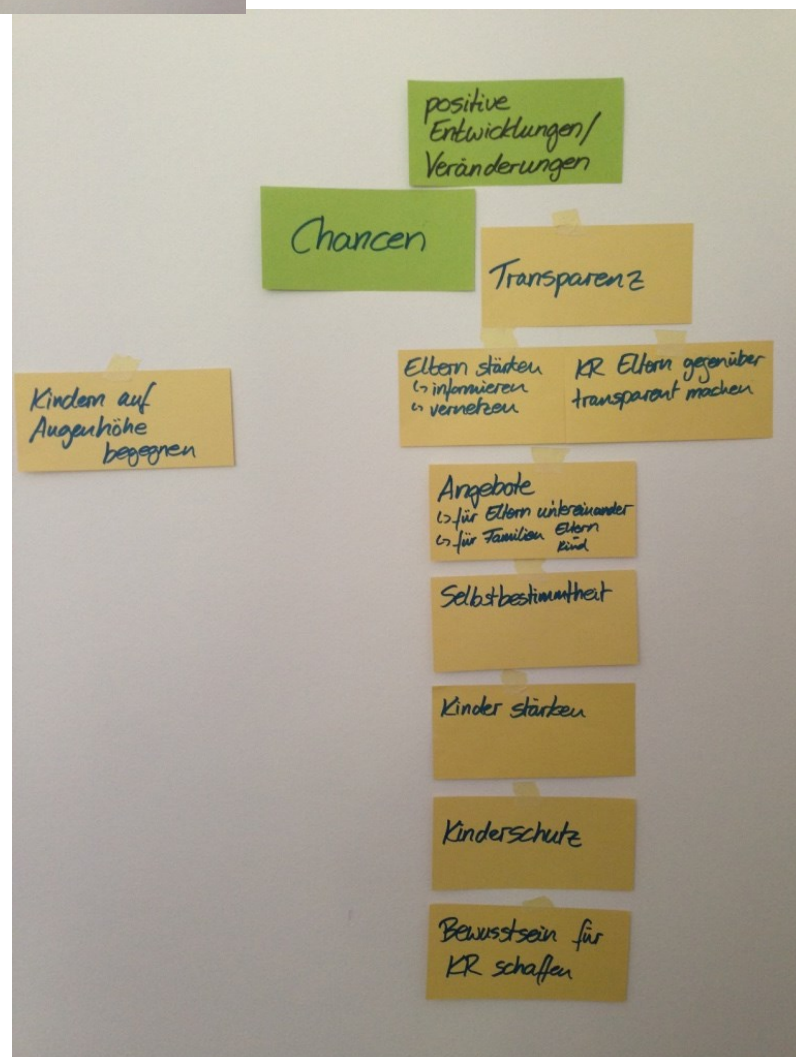 positive
Entwicklungen/
Veränderungen
Chancen
Transparenz
Kindern auf
Augenhöhe
begegnen
Eltern stärken
↳ informieren
↳ vernetzen
KR Eltern gegenüber
transparent machen
Angebote
↳ für Eltern untereinander
↳ für Familien Eltern
Kind
Selbstbestimmtheit
Kinder stärken
Kinderschutz
Bewusstsein für
KR schaffen